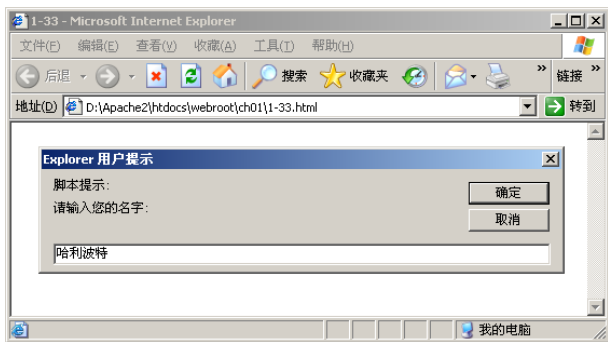 1-33 - Microsoft Internet Explorer
文件(F) 编辑(E) 查看(V) 收藏(A) 工具(T) 帮助(H)
后退 搜索 收藏夹 » 链接 »
地址(D) D:\Apache2\htdocs\webroot\ch01\1-33.html 转到
Explorer 用户提示
脚本提示:
确定
请输入您的名字:
取消
哈利波特
我的电脑